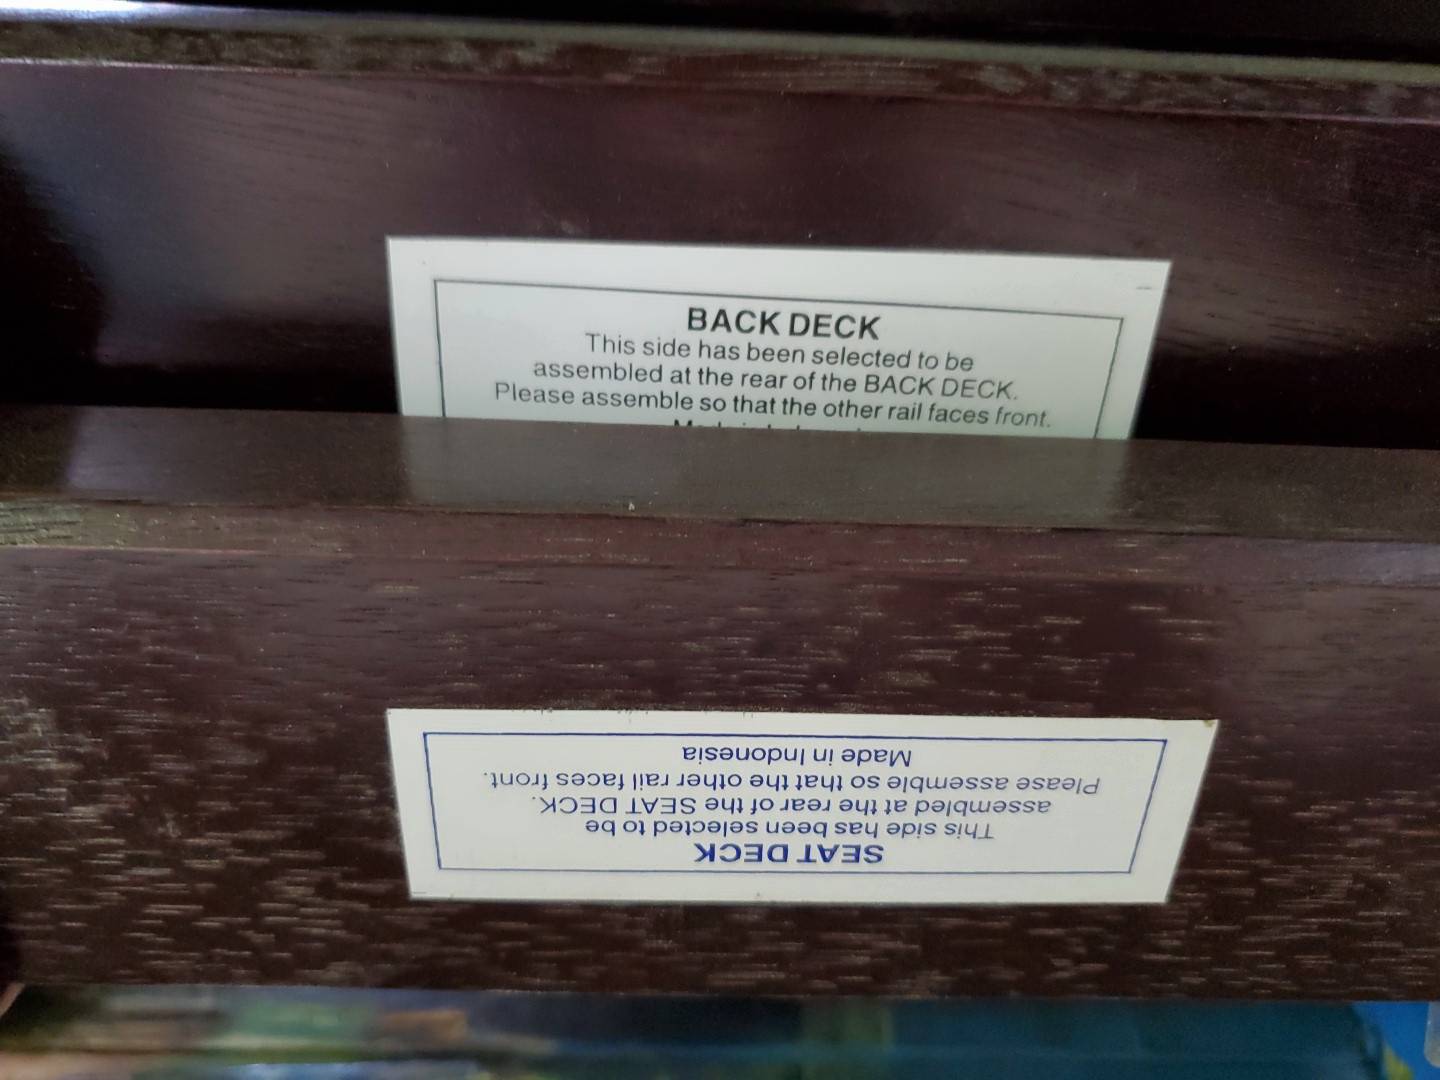 BACK DECK
This side has been selected to be
assembled at the rear of the BACK DECK.
Please assemble so that the other rail faces front.
SEAT DECK
This side has been selected to be
assembled at the rear of the SEAT DECK.
Please assemble so that the other rail faces front.
Made in Indonesia